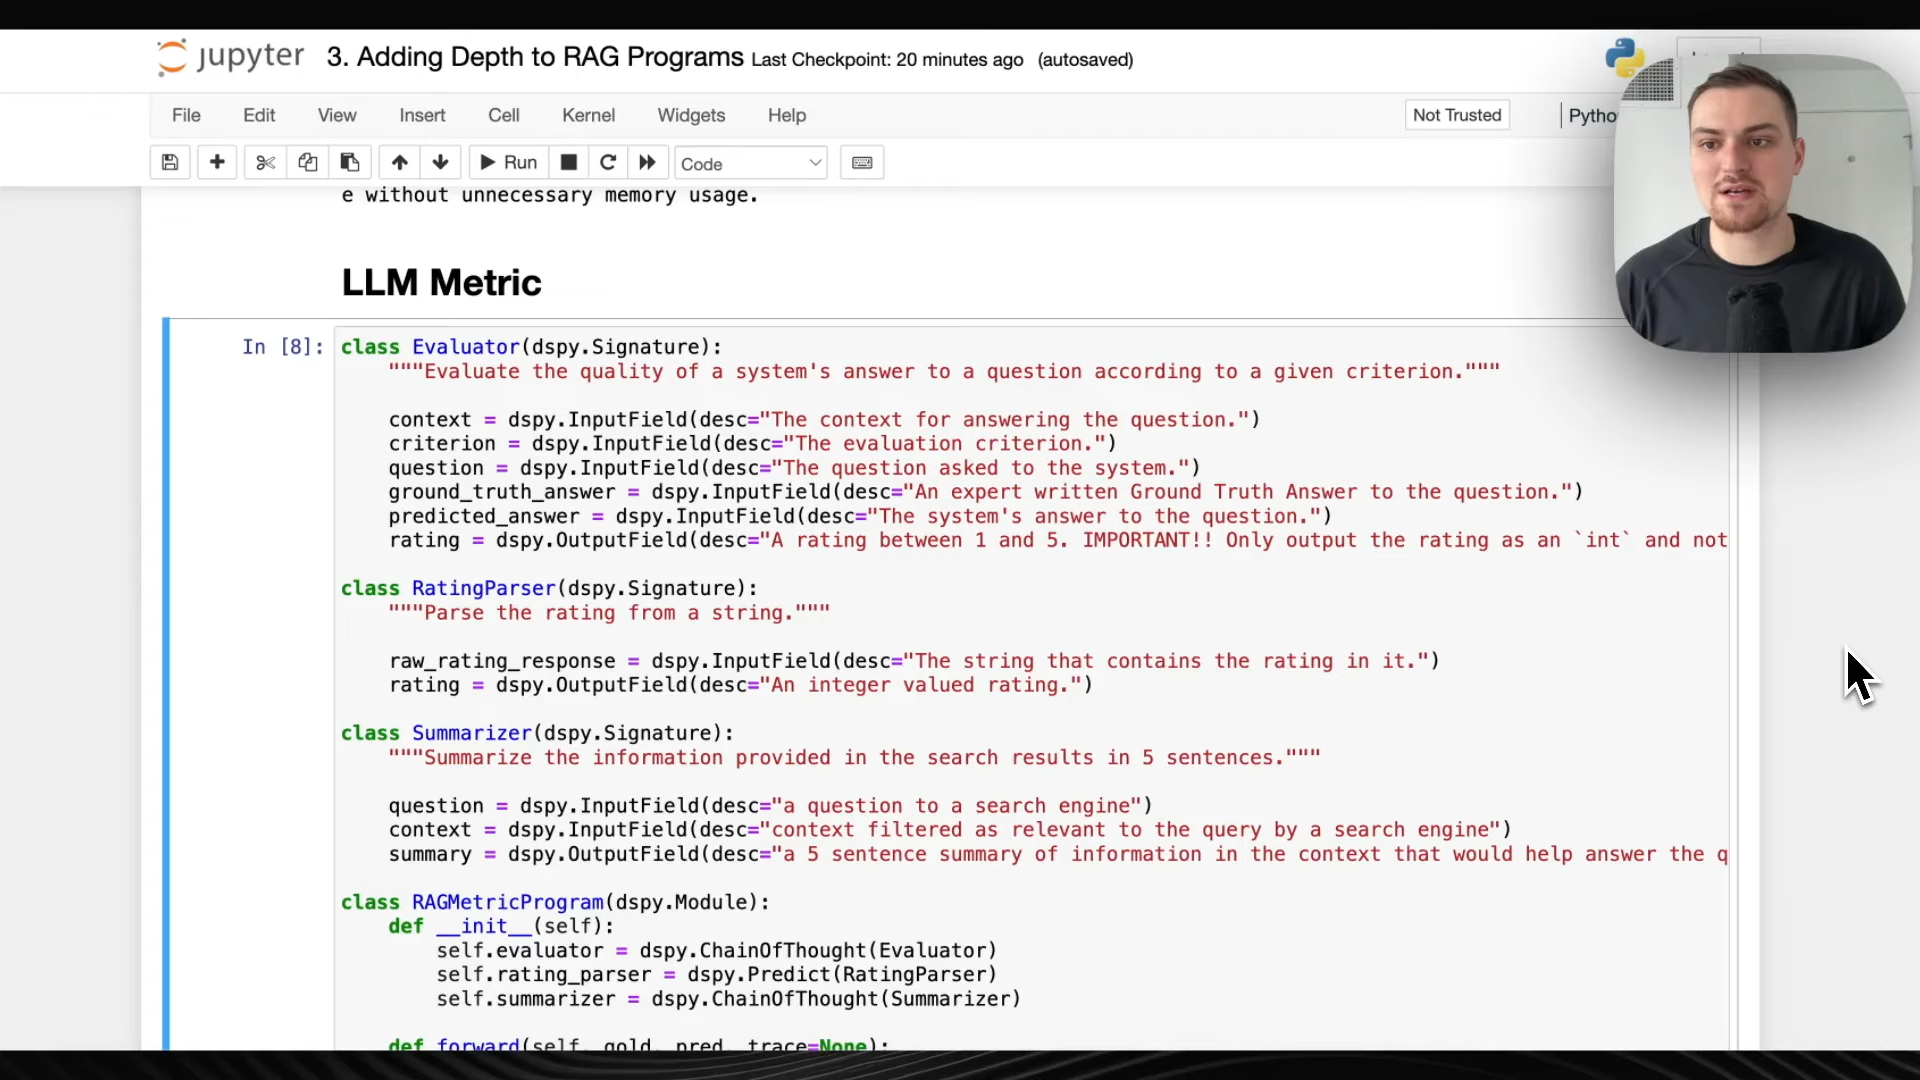 jupyter 3. Adding Depth to RAG Programs Last Checkpoint: 20 minutes ago (autosaved)
File Edit View Insert Cell Kernel Widgets Help Not Trusted
Run Code
e without unnecessary memory usage.
LLM Metric
In [8]: class Evaluator(dspy.Signature):
"""Evaluate the quality of a system's answer to a question according to a given criterion."""
context = dspy.InputField(desc="The context for answering the question.")
criterion = dspy.InputField(desc="The evaluation criterion.")
question = dspy.InputField(desc="The question asked to the system.")
ground_truth_answer = dspy.InputField(desc="An expert written Ground Truth Answer to the question.")
predicted_answer = dspy.InputField(desc="The system's answer to the question.")
rating = dspy.OutputField(desc="A rating between 1 and 5. IMPORTANT!! Only output the rating as an `int` and not
class RatingParser(dspy.Signature):
"""Parse the rating from a string."""
raw_rating_response = dspy.InputField(desc="The string that contains the rating in it.")
rating = dspy.OutputField(desc="An integer valued rating.")
class Summarizer(dspy.Signature):
"""Summarize the information provided in the search results in 5 sentences."""
question = dspy.InputField(desc="a question to a search engine")
context = dspy.InputField(desc="context filtered as relevant to the query by a search engine")
summary = dspy.OutputField(desc="a 5 sentence summary of information in the context that would help answer the q
class RAGMetricProgram(dspy.Module):
def __init__(self):
self.evaluator = dspy.ChainOfThought(Evaluator)
self.rating_parser = dspy.Predict(RatingParser)
self.summarizer = dspy.ChainOfThought(Summarizer)
def forward(self, gold, pred, trace=None):